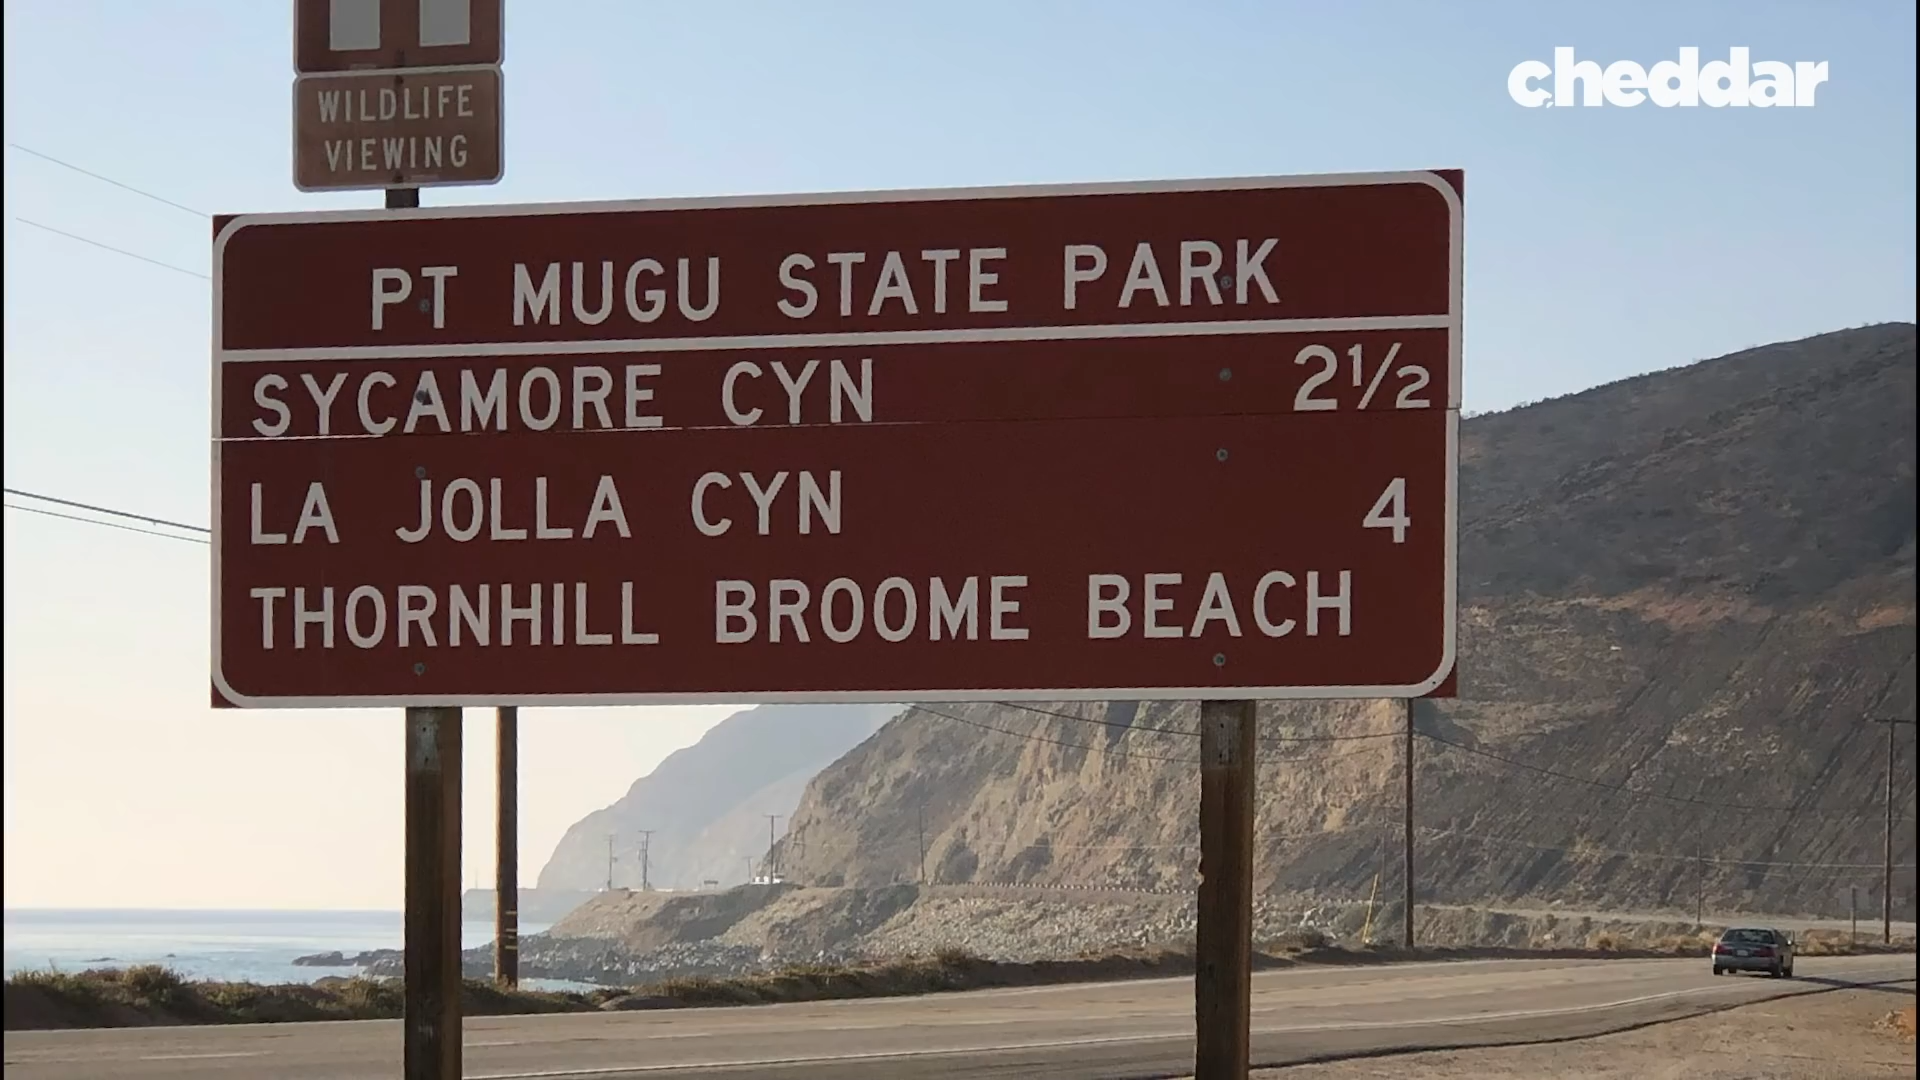 cheddar
WILDLIFE
VIEWING
PT MUGU STATE PARK
SYCAMORE CYN 2½
LA JOLLA CYN 4
THORNHILL BROOME BEACH